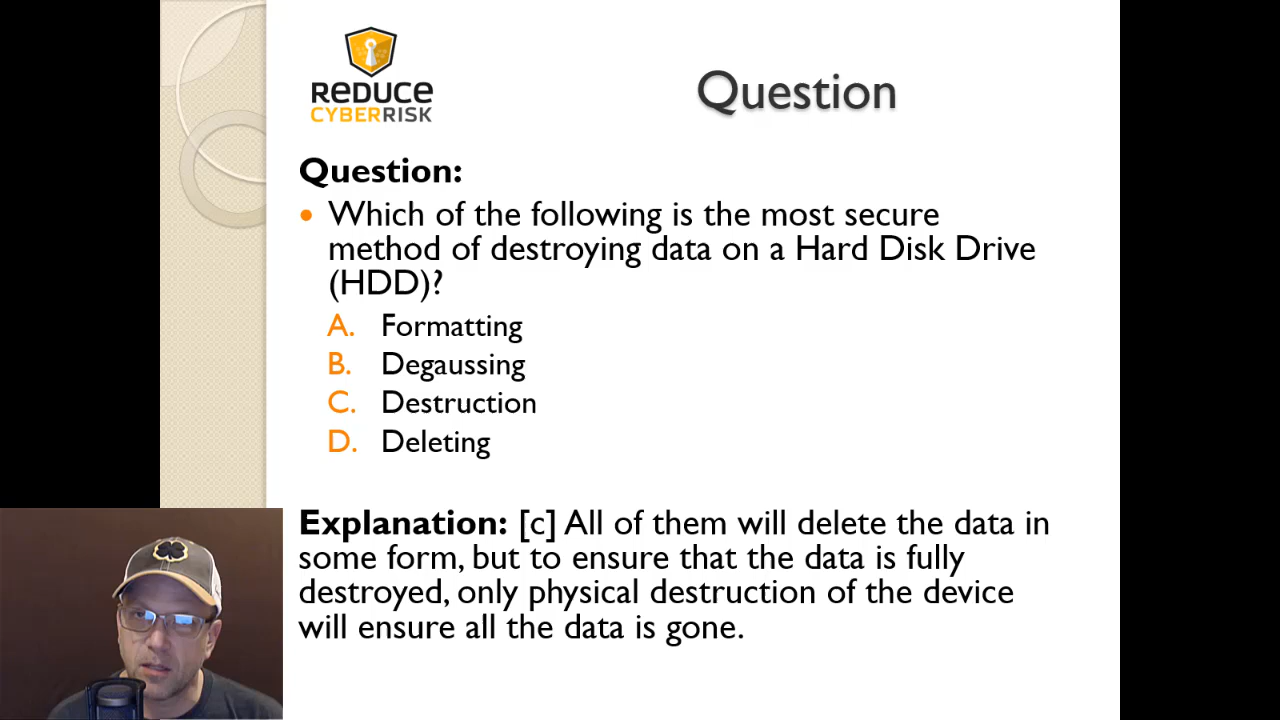 REDUCE
CYBERRISK
Question
Question:
• Which of the following is the most secure
method of destroying data on a Hard Disk Drive
(HDD)?
A. Formatting
B. Degaussing
C. Destruction
D. Deleting
Explanation: [c] All of them will delete the data in
some form, but to ensure that the data is fully
destroyed, only physical destruction of the device
will ensure all the data is gone.